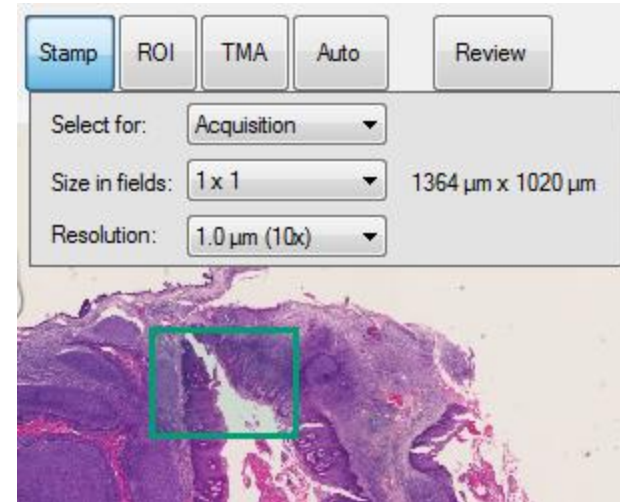 Stamp ROI TMA Auto Review
Select for: Acquisition
Size in fields: 1 x 1 1364 µm x 1020 µm
Resolution: 1.0 µm (10x)